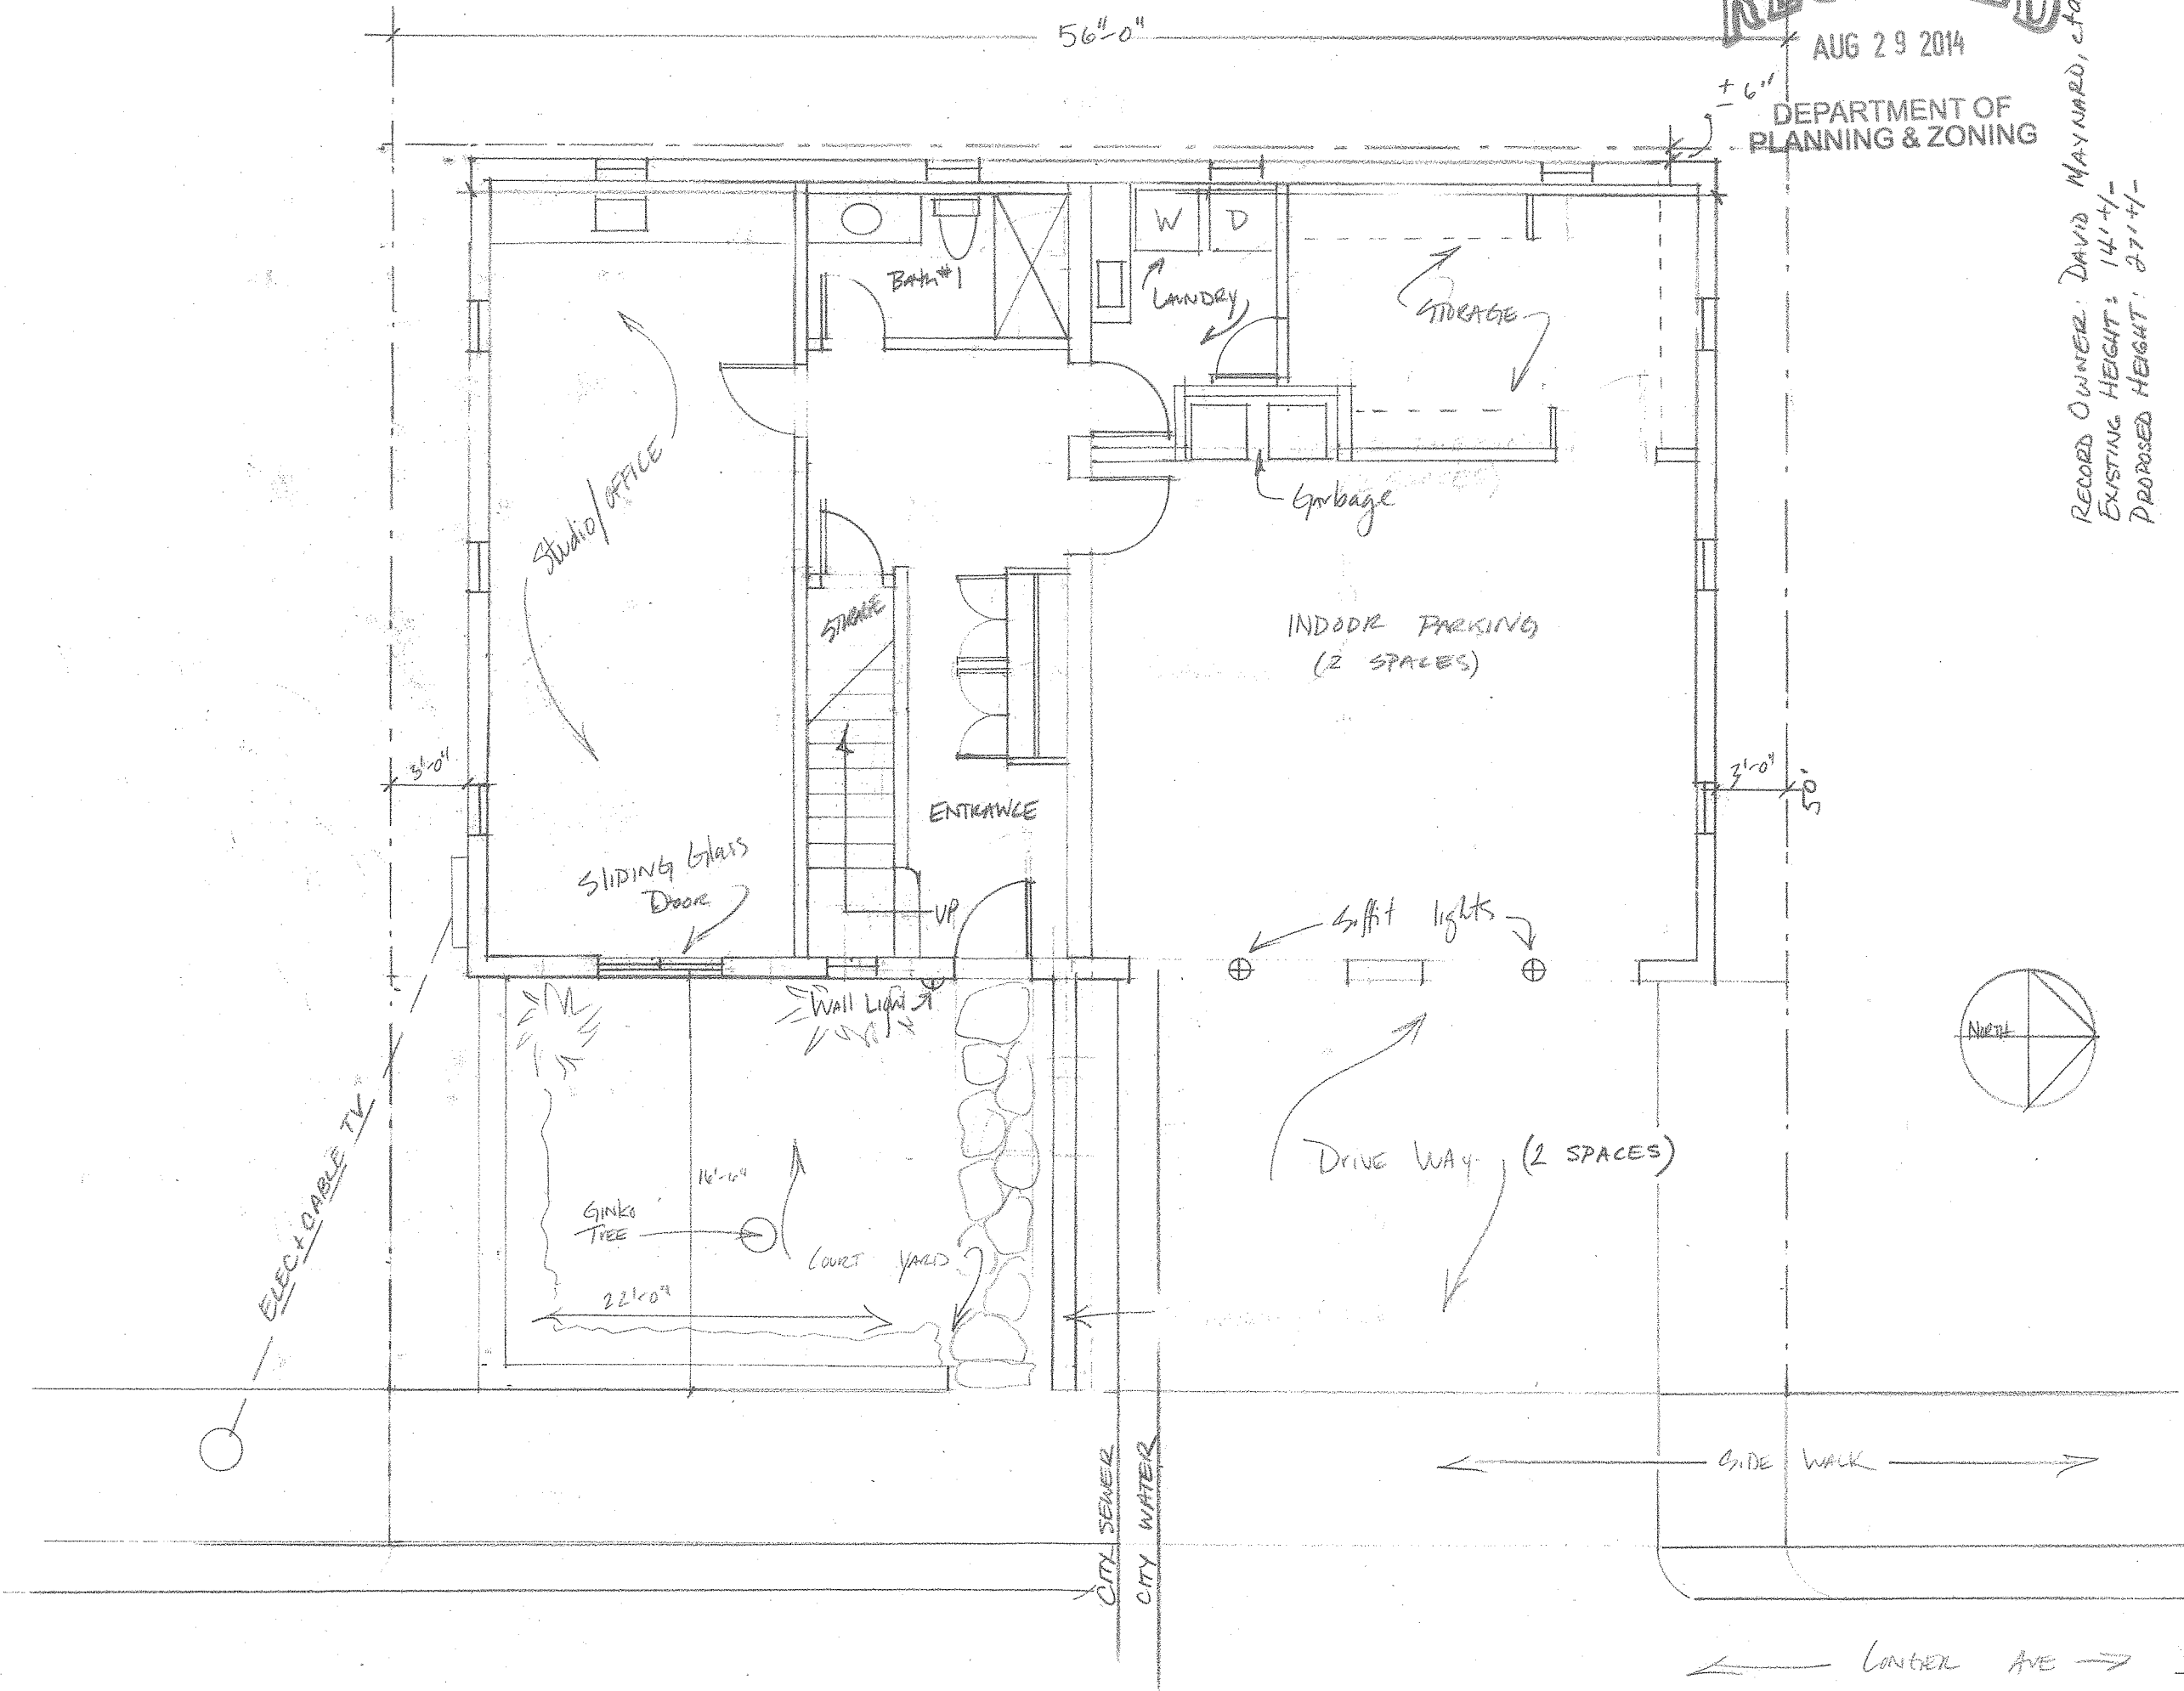 56"-0"
AUG 29 2014
± 6"
DEPARTMENT OF
PLANNING & ZONING
RECORD OWNER: DAVID MAYNARD, etal
EXISTING HEIGHT: 14' +/-
PROPOSED HEIGHT: 27' +/-
W
D
BATH #1
LAUNDRY
STORAGE
Studio/OFFICE
Garbage
STORAGE
INDOOR PARKING
(2 SPACES)
3'-0"
3'-0"
50'
ENTRANCE
SLIDING Glass
Door
UP
Soffit lights
Wall Light
NORTH
ELEC + CABLE TV
DRIVE WAY (2 SPACES)
16'-6"
GINKO
TREE
COURT YARD
22'-0"
CITY SEWER
CITY WATER
SIDE WALK
AVE